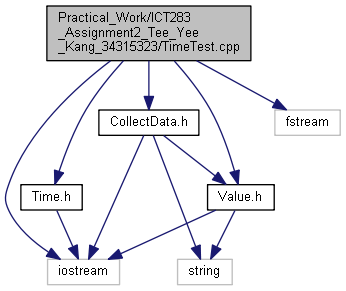 Practical_Work/ICT283
_Assignment2_Tee_Yee
_Kang_34315323/TimeTest.cpp
CollectData.h
fstream
Time.h
Value.h
iostream
string